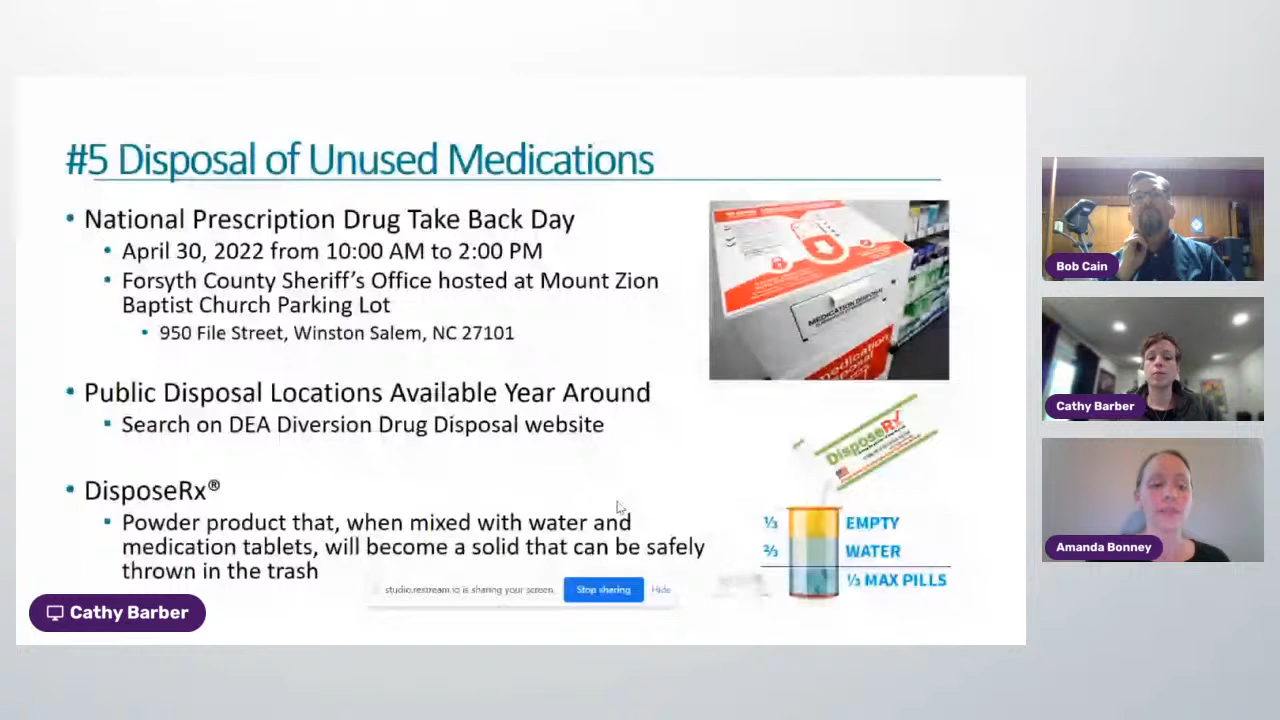 #5 Disposal of Unused Medications
• National Prescription Drug Take Back Day
▪ April 30, 2022 from 10:00 AM to 2:00 PM
▪ Forsyth County Sheriff’s Office hosted at Mount Zion
Baptist Church Parking Lot
• 950 File Street, Winston Salem, NC 27101
• Public Disposal Locations Available Year Around
▪ Search on DEA Diversion Drug Disposal website
• DisposeRx®
▪ Powder product that, when mixed with water and
medication tablets, will become a solid that can be safely
thrown in the trash
MEDICATION DISPOSAL
medication
disposal
DisposeRx
⅓ EMPTY
⅔ WATER
⅓ MAX PILLS
studio.restream.io is sharing your screen.
Stop sharing
Hide
Cathy Barber
Bob Cain
Cathy Barber
Amanda Bonney